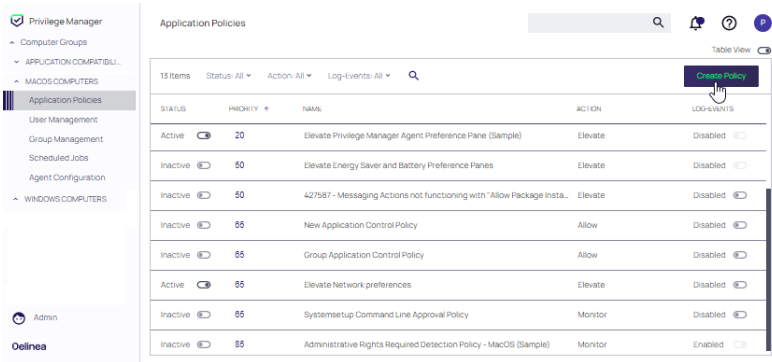 Privilege Manager
Application Policies
P
Computer Groups
Table View
APPLICATION COMPATIBILI...
MACOS COMPUTERS
13 Items Status: All Action: All Log-Events: All
Create Policy
Application Policies
User Management
Group Management
Scheduled Jobs
Agent Configuration
WINDOWS COMPUTERS
STATUS PRIORITY NAME ACTION LOG-EVENTS
Active 20 Elevate Privilege Manager Agent Preference Pane (Sample) Elevate Disabled
Inactive 50 Elevate Energy Saver and Battery Preference Panes Elevate Disabled
Inactive 50 427587 - Messaging Actions not functioning with "Allow Package Insta... Elevate Disabled
Inactive 65 New Application Control Policy Allow Disabled
Inactive 65 Group Application Control Policy Allow Disabled
Active 65 Elevate Network preferences Elevate Disabled
Inactive 65 Systemsetup Command Line Approval Policy Monitor Disabled
Inactive 85 Administrative Rights Required Detection Policy - MacOS (Sample) Monitor Enabled
Admin
Delinea